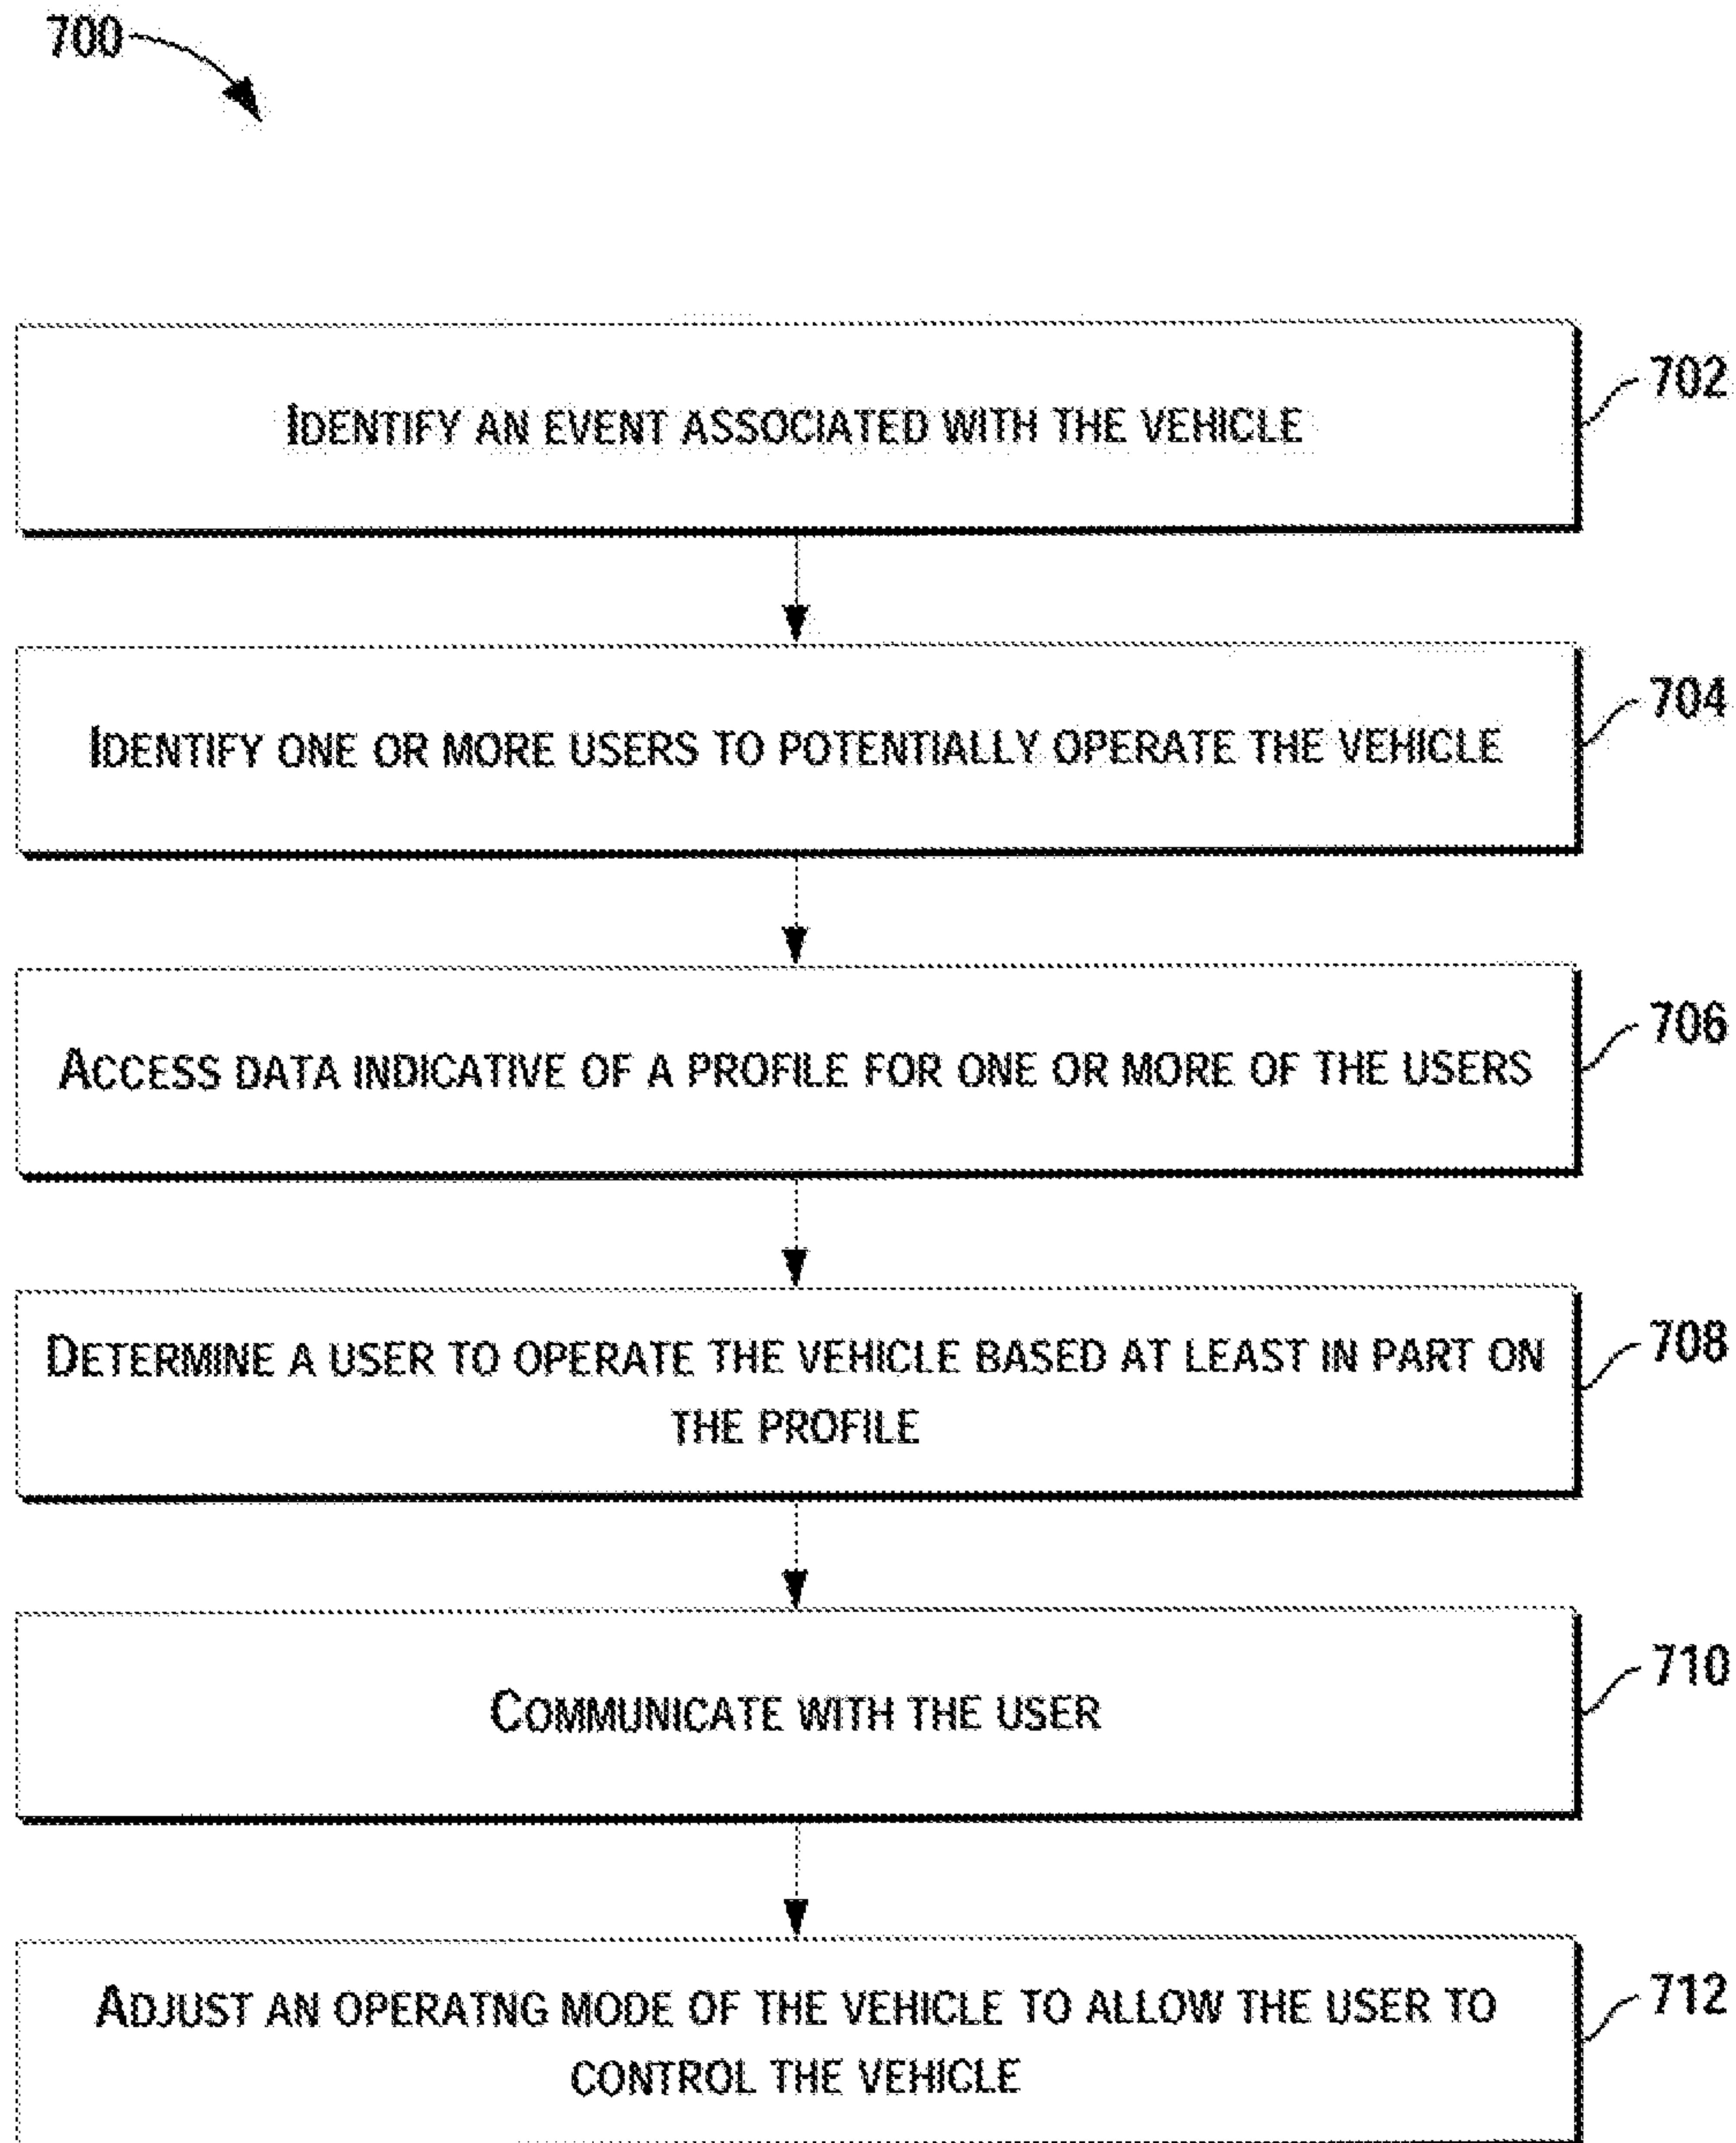 700
IDENTIFY AN EVENT ASSOCIATED WITH THE VEHICLE
702
IDENTIFY ONE OR MORE USERS TO POTENTIALLY OPERATE THE VEHICLE
704
ACCESS DATA INDICATIVE OF A PROFILE FOR ONE OR MORE OF THE USERS
706
DETERMINE A USER TO OPERATE THE VEHICLE BASED AT LEAST IN PART ON
THE PROFILE
708
COMMUNICATE WITH THE USER
710
ADJUST AN OPERATNG MODE OF THE VEHICLE TO ALLOW THE USER TO
CONTROL THE VEHICLE
712